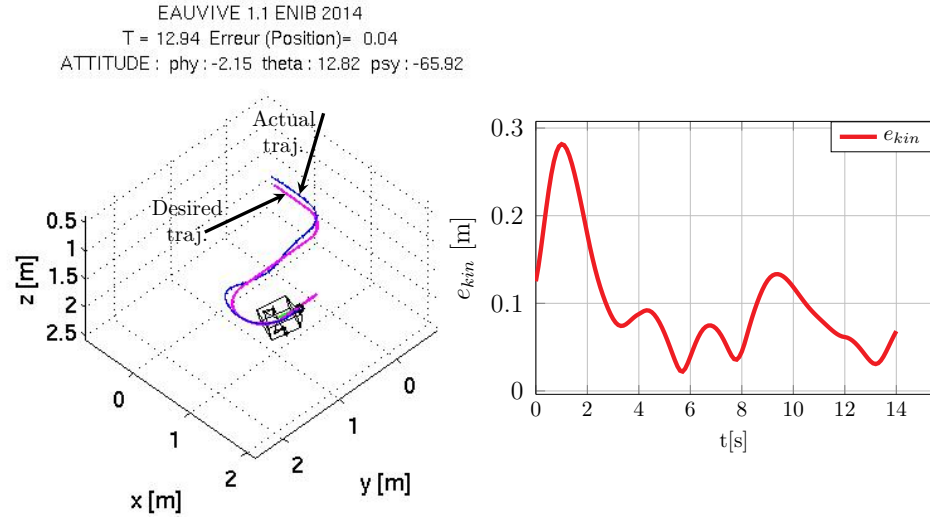 EAUVIVE 1.1 ENIB 2014
T = 12.94 Erreur (Position)= 0.04
ATTITUDE : phy : -2.15 theta : 12.82 psy : -65.92
Actual
traj.
Desired
traj.
0.5
1
1.5
2
2.5
z [m]
0
1
2
x [m]
0
1
2
y [m]
0.3
0.2
0.1
0
e_kin [m]
e_kin
0 2 4 6 8 10 12 14
t[s]